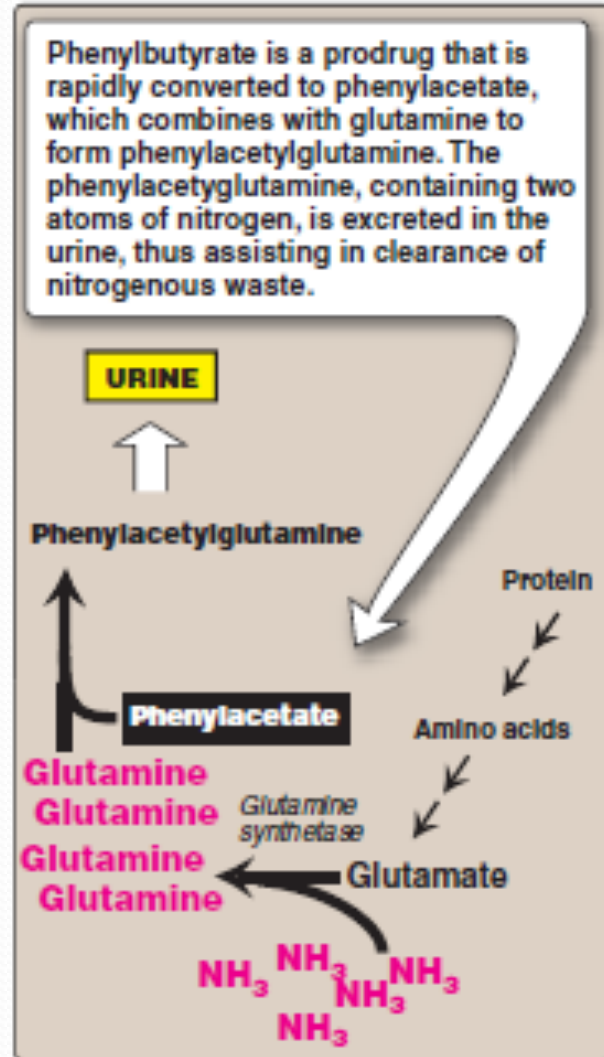 Phenylbutyrate is a prodrug that is
rapidly converted to phenylacetate,
which combines with glutamine to
form phenylacetylglutamine. The
phenylacetyglutamine, containing two
atoms of nitrogen, is excreted in the
urine, thus assisting in clearance of
nitrogenous waste.
URINE
Phenylacetylglutamine
Protein
Phenylacetate
Amino acids
Glutamine
Glutamine
Glutamine
synthetase
Glutamine
Glutamate
Glutamine
NH3
NH3
NH3
NH3
NH3